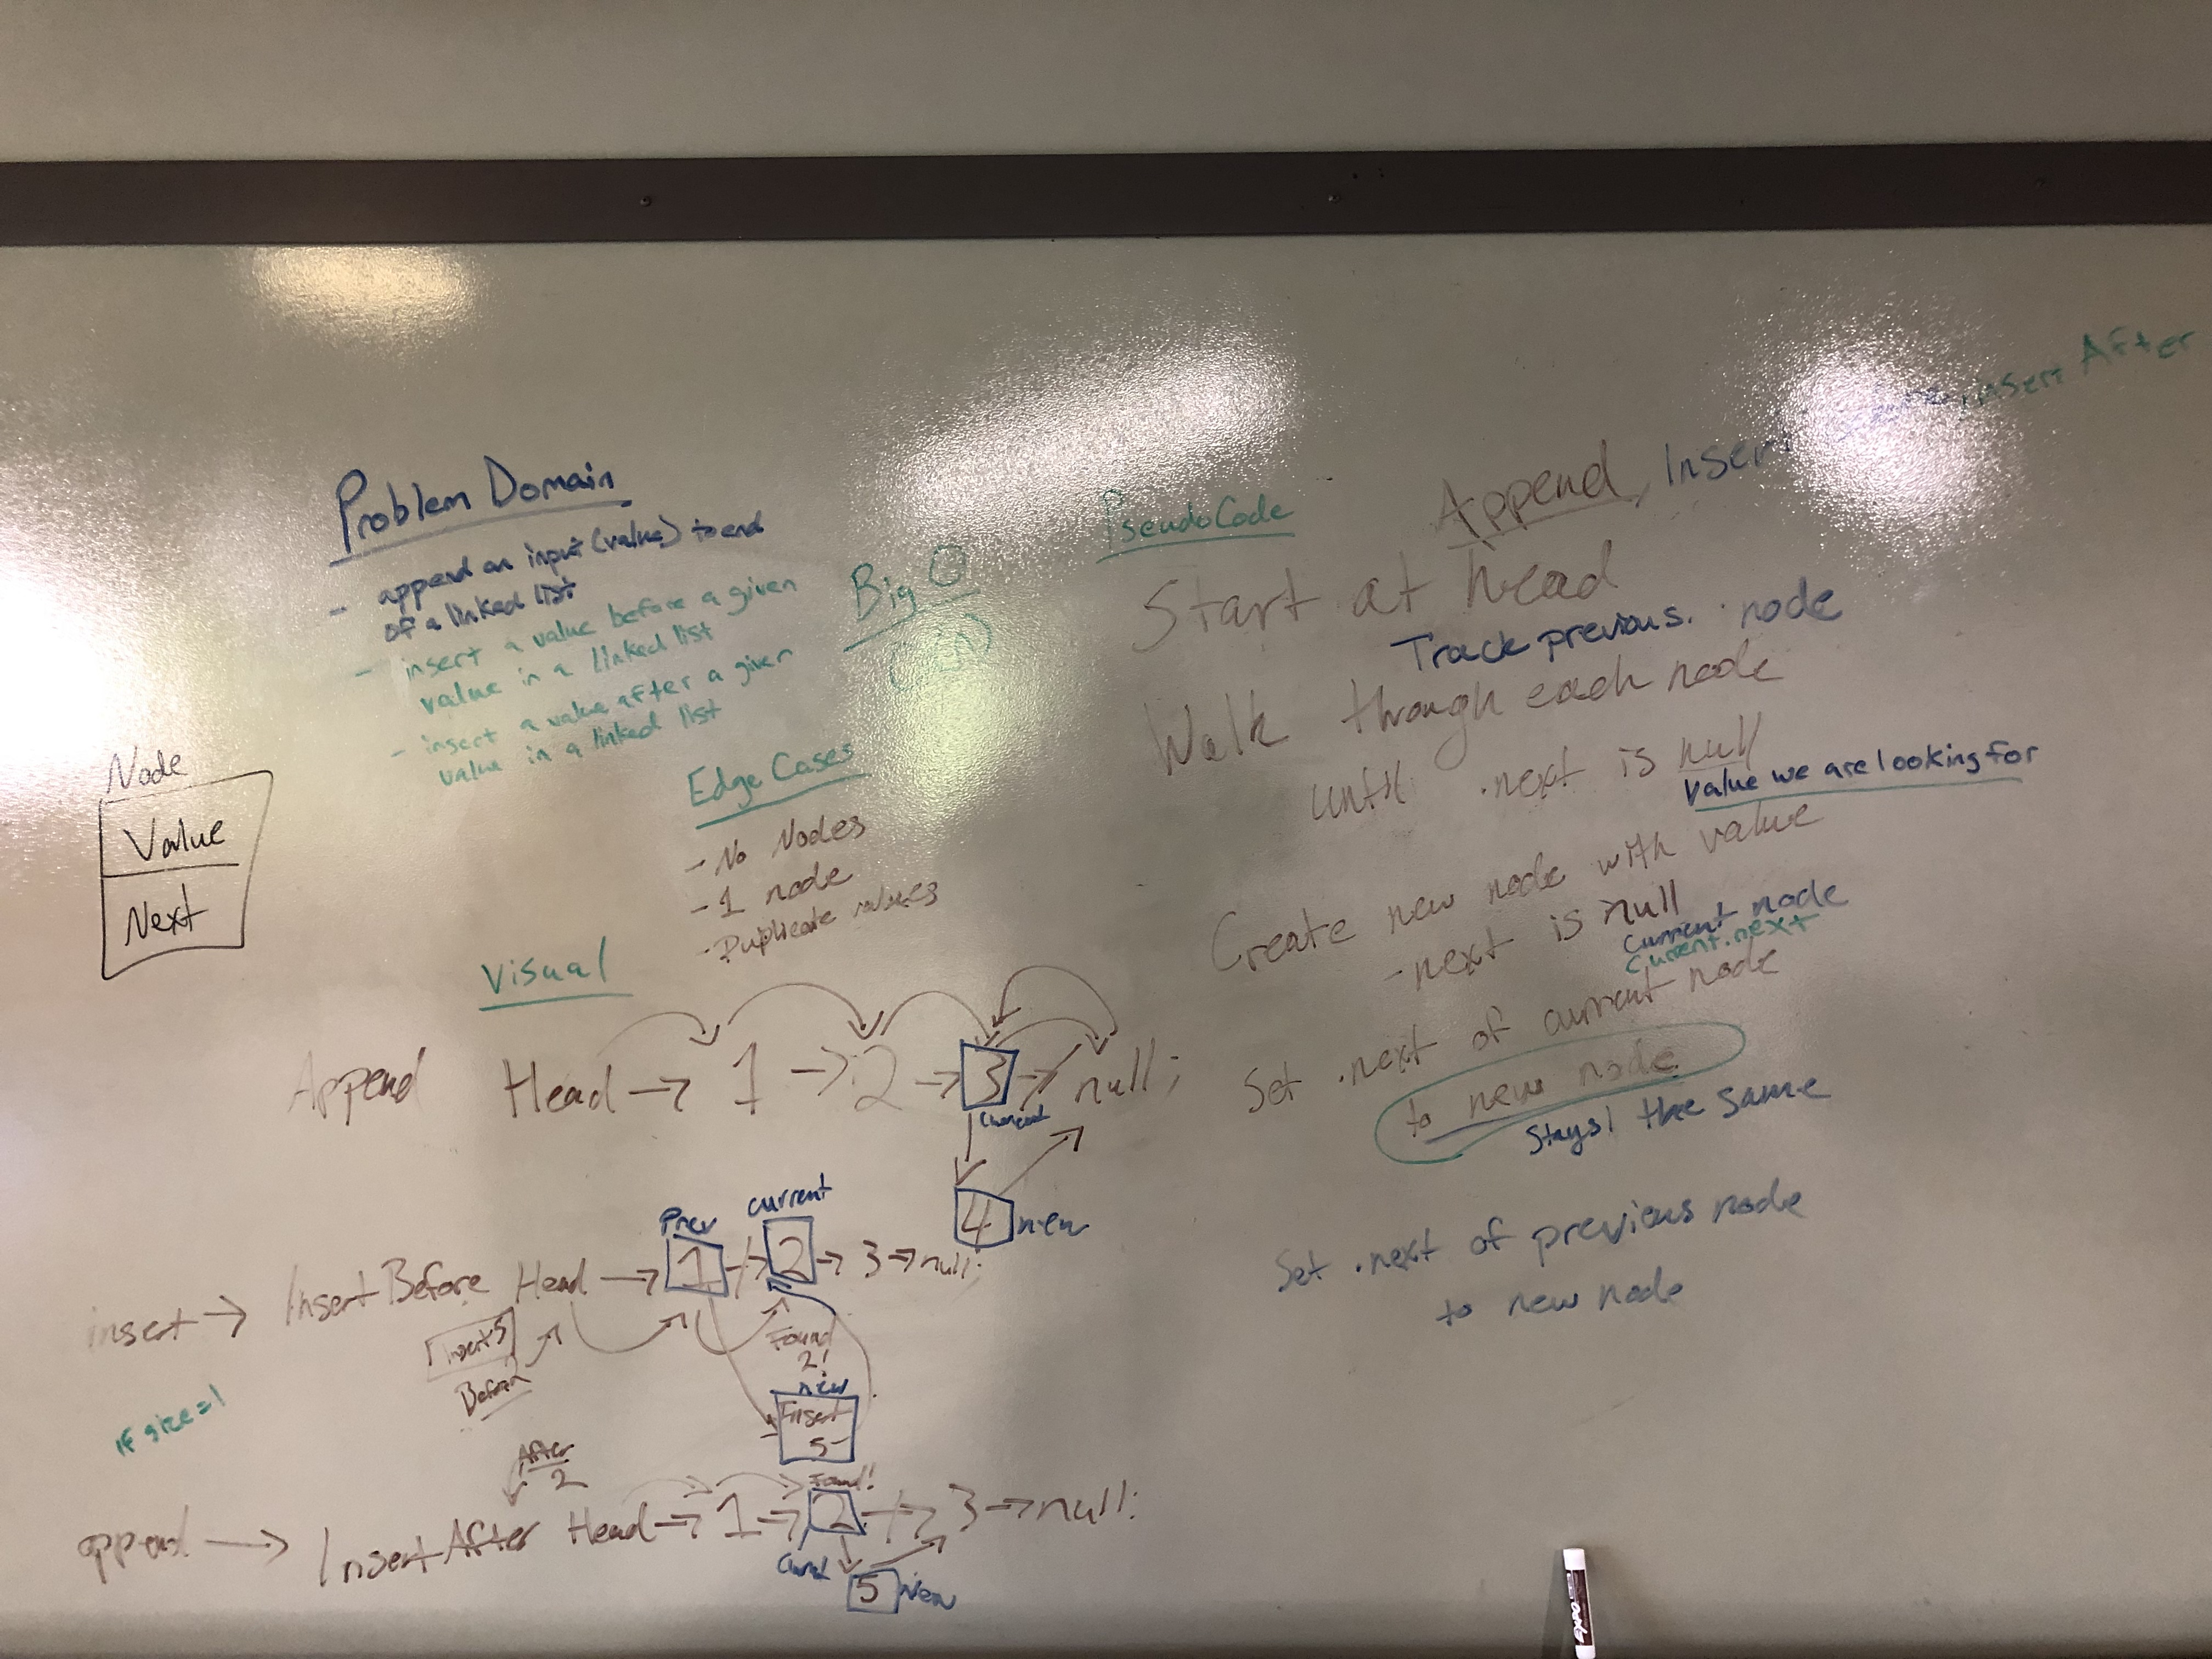 Problem Domain
- append an input (value) to end
of a linked list
- insert a value before a given
value in a linked list
- insert a value after a given
value in a linked list
Big O
Node
Value
Next
Edge Cases
- No Nodes
- 1 node
- Duplicate values
Visual
Append Head → 1 → 2 → 3 → null;
Current
4 new
Prev current
insert → InsertBefore Head → 1 → 2 → 3 → null;
Insert 5
Before
Found
2!
new
Insert
5
if size = 1
After
2
Found!
append → InsertAfter Head → 1 → 2 → 3 → null;
5 New
PseudoCode
Append, Insert insert After
Start at head
Track previous node
Walk through each node
until .next is null
Value we are looking for
Create new node with value
- next is null
Current node
Current.next
Set .next of current node
to new node
Stays the same
Set .next of previous node
to new node